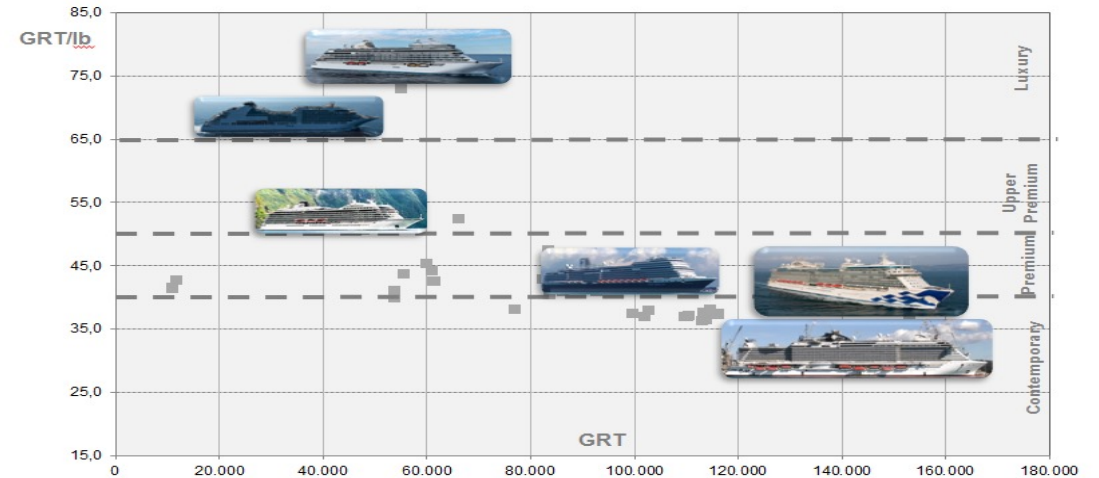 85,0
GRT/lb
75,0
65,0
55,0
45,0
35,0
25,0
15,0
Luxury
Upper
Premium
Premium
Contemporary
GRT
0
20.000
40.000
60.000
80.000
100.000
120.000
140.000
160.000
180.000